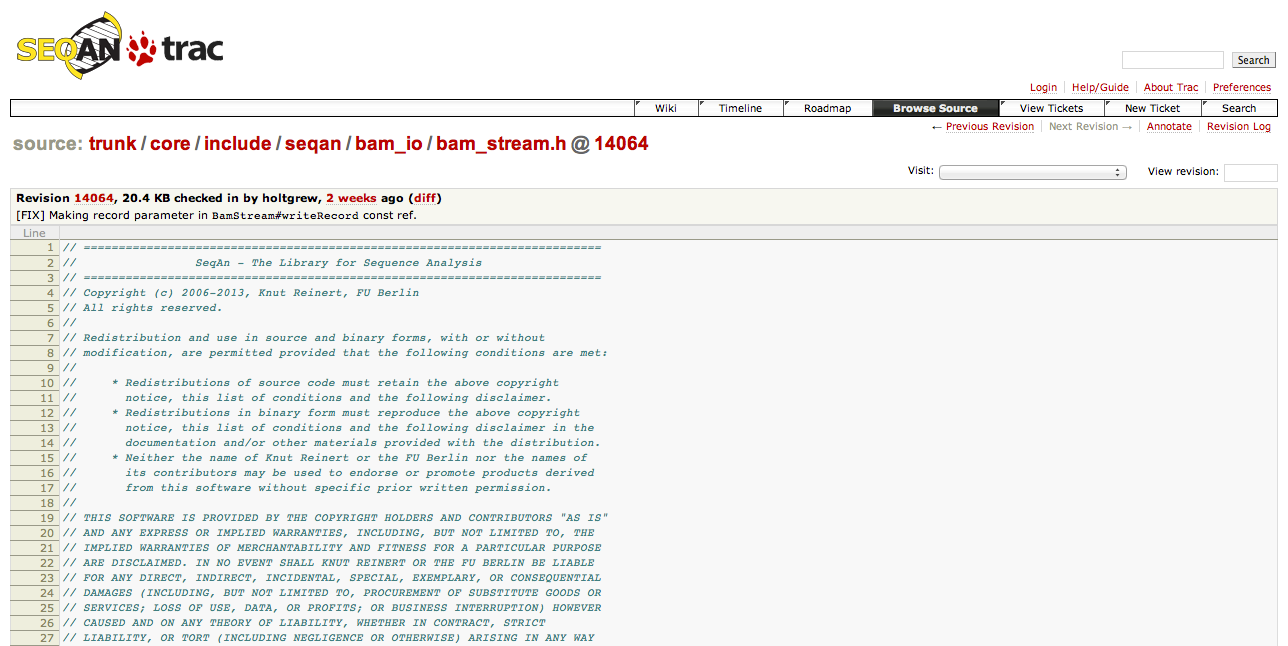 SEQAN trac
Search
Login Help/Guide About Trac Preferences
Wiki Timeline Roadmap Browse Source View Tickets New Ticket Search
← Previous Revision Next Revision → Annotate Revision Log
source: trunk / core / include / seqan / bam_io / bam_stream.h @ 14064
Visit: View revision:
Revision 14064, 20.4 KB checked in by holtgrew, 2 weeks ago (diff)
[FIX] Making record parameter in BamStream#writeRecord const ref.
Line
1 // ==========================================================================
2 //                 SeqAn - The Library for Sequence Analysis
3 // ==========================================================================
4 // Copyright (c) 2006-2013, Knut Reinert, FU Berlin
5 // All rights reserved.
6 //
7 // Redistribution and use in source and binary forms, with or without
8 // modification, are permitted provided that the following conditions are met:
9 //
10 //     * Redistributions of source code must retain the above copyright
11 //       notice, this list of conditions and the following disclaimer.
12 //     * Redistributions in binary form must reproduce the above copyright
13 //       notice, this list of conditions and the following disclaimer in the
14 //       documentation and/or other materials provided with the distribution.
15 //     * Neither the name of Knut Reinert or the FU Berlin nor the names of
16 //       its contributors may be used to endorse or promote products derived
17 //       from this software without specific prior written permission.
18 //
19 // THIS SOFTWARE IS PROVIDED BY THE COPYRIGHT HOLDERS AND CONTRIBUTORS "AS IS"
20 // AND ANY EXPRESS OR IMPLIED WARRANTIES, INCLUDING, BUT NOT LIMITED TO, THE
21 // IMPLIED WARRANTIES OF MERCHANTABILITY AND FITNESS FOR A PARTICULAR PURPOSE
22 // ARE DISCLAIMED. IN NO EVENT SHALL KNUT REINERT OR THE FU BERLIN BE LIABLE
23 // FOR ANY DIRECT, INDIRECT, INCIDENTAL, SPECIAL, EXEMPLARY, OR CONSEQUENTIAL
24 // DAMAGES (INCLUDING, BUT NOT LIMITED TO, PROCUREMENT OF SUBSTITUTE GOODS OR
25 // SERVICES; LOSS OF USE, DATA, OR PROFITS; OR BUSINESS INTERRUPTION) HOWEVER
26 // CAUSED AND ON ANY THEORY OF LIABILITY, WHETHER IN CONTRACT, STRICT
27 // LIABILITY, OR TORT (INCLUDING NEGLIGENCE OR OTHERWISE) ARISING IN ANY WAY